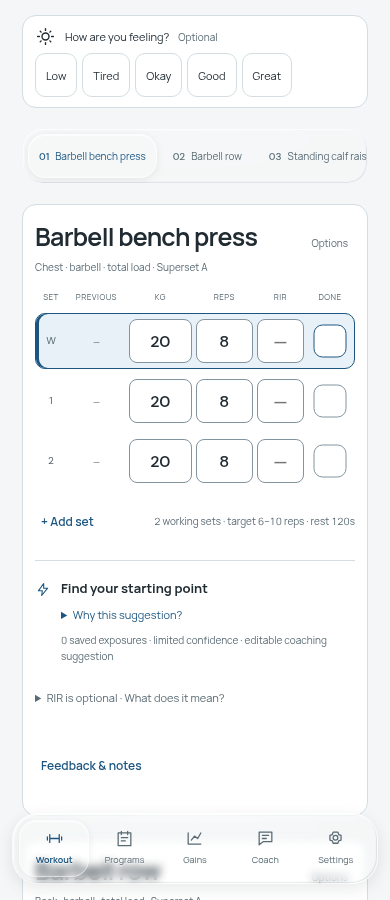 How are you feeling? Optional
Low Tired Okay Good Great
01 Barbell bench press 02 Barbell row 03 Standing calf rais
Barbell bench press Options
Chest · barbell · total load · Superset A
SET PREVIOUS KG REPS RIR DONE
W – 20 8 —
1 – 20 8 —
2 – 20 8 —
+ Add set 2 working sets · target 6–10 reps · rest 120s
Find your starting point
Why this suggestion?
0 saved exposures · limited confidence · editable coaching
suggestion
RIR is optional · What does it mean?
Feedback & notes
Workout Programs Gains Coach Settings
Barbell row Options